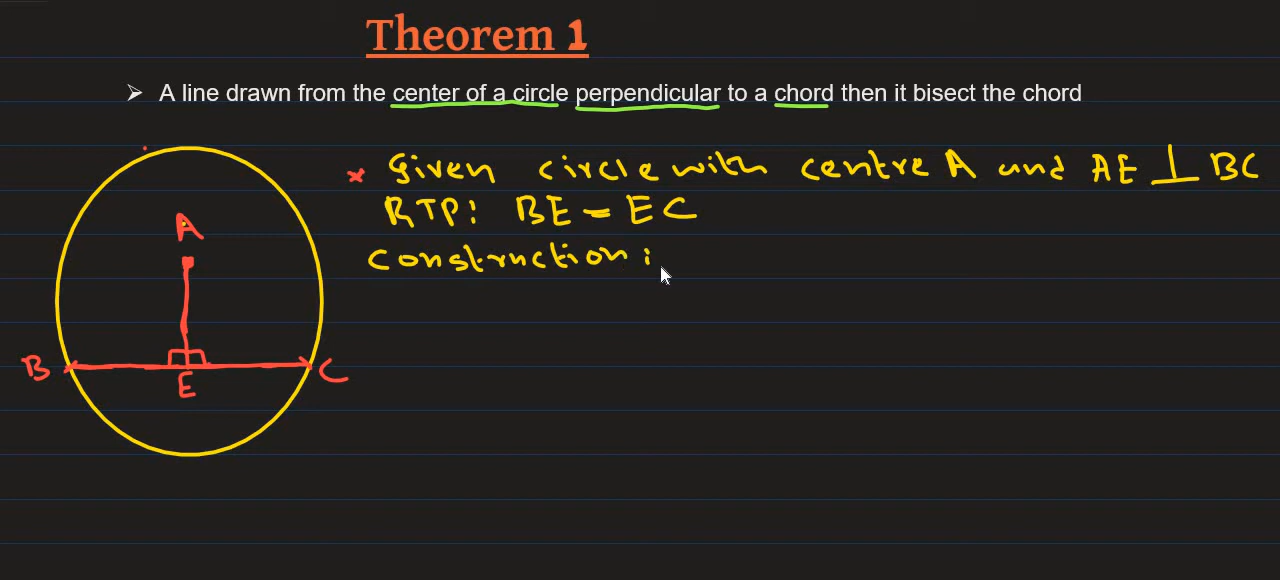 Theorem 1
➢ A line drawn from the center of a circle perpendicular to a chord then it bisect the chord
* Given circle with centre A and AE ⊥ BC
RTP: BE = EC
Construction:
A
B
C
E